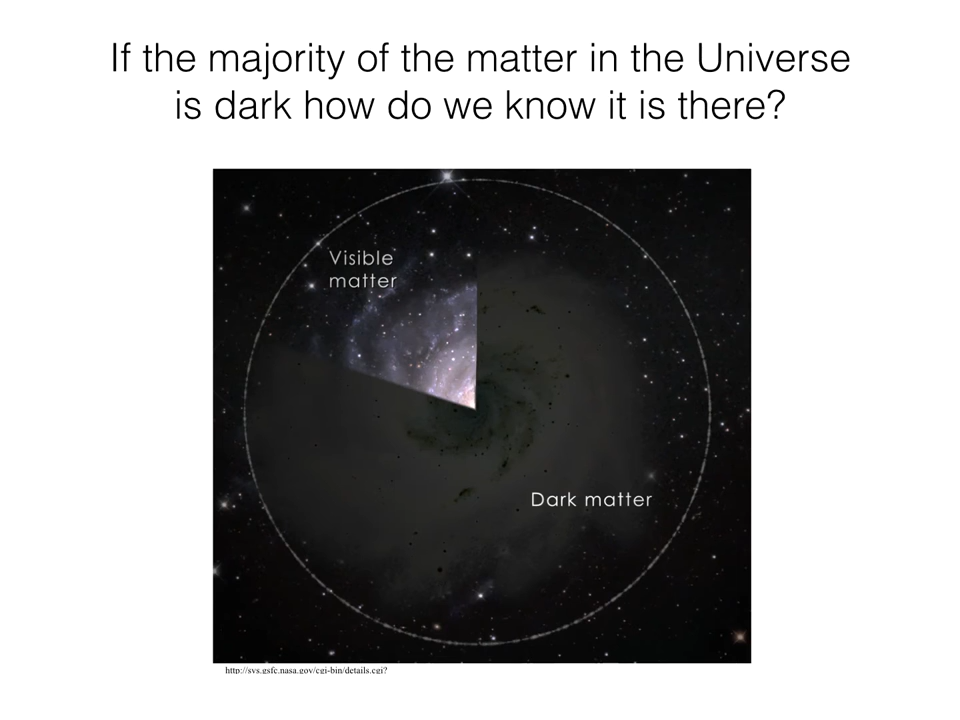 If the majority of the matter in the Universe
is dark how do we know it is there?
Visible
matter
Dark matter
http://svs.gsfc.nasa.gov/cgi-bin/details.cgi?